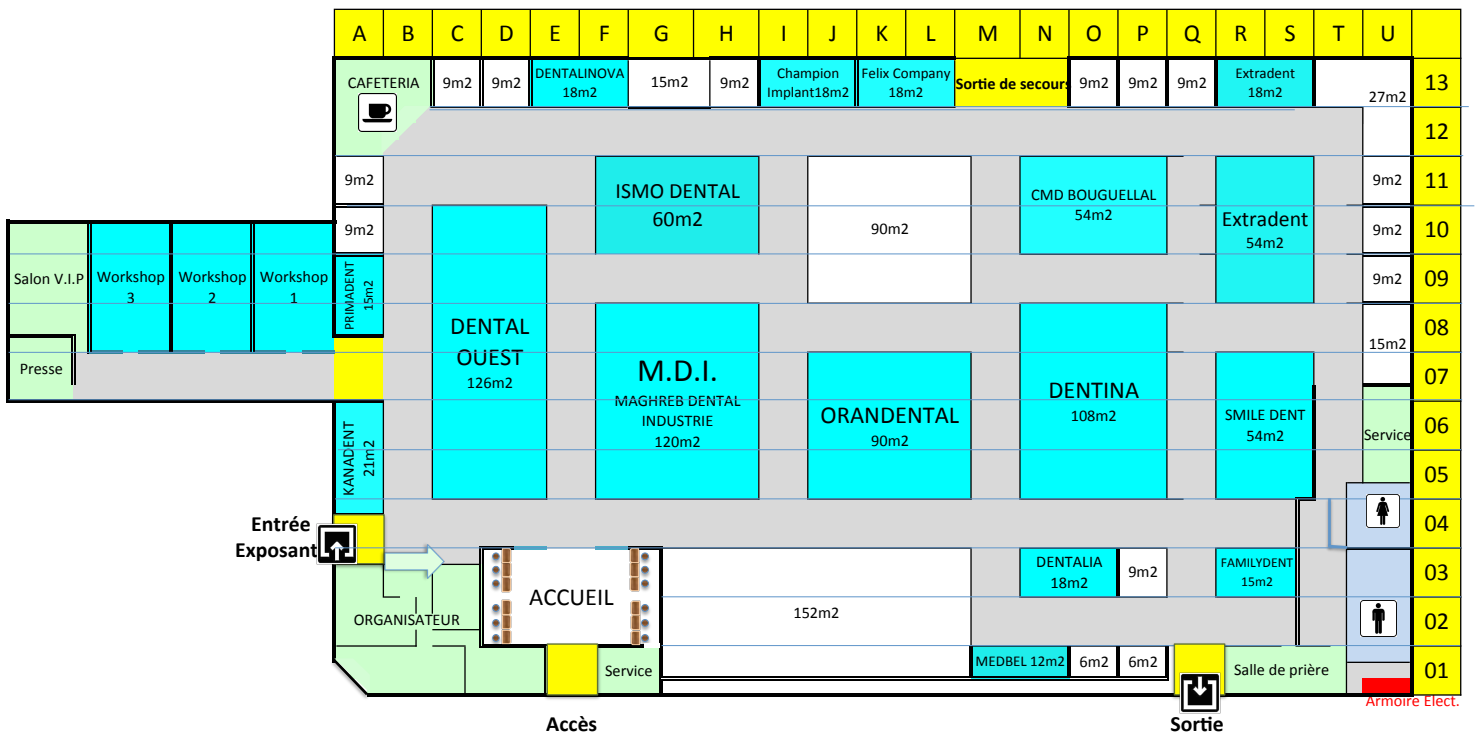 A B C D E F G H I J K L M N O P Q R S T U
CAFETERIA
9m2
9m2
DENTALINOVA
18m2
15m2
9m2
Champion
Implant18m2
Felix Company
18m2
Sortie de secours
9m2
9m2
9m2
Extradent
18m2
27m2
13
12
9m2
ISMO DENTAL
60m2
90m2
CMD BOUGUELLAL
54m2
Extradent
54m2
9m2
11
9m2
9m2
10
Salon V.I.P
Workshop
3
Workshop
2
Workshop
1
PRIMADENT
15m2
9m2
09
DENTAL
OUEST
126m2
M.D.I.
MAGHREB DENTAL
INDUSTRIE
120m2
ORANDENTAL
90m2
DENTINA
108m2
SMILE DENT
54m2
15m2
08
Presse
07
KANADENT
21m2
Service
06
05
Entrée
Exposant
04
ACCUEIL
DENTALIA
18m2
9m2
FAMILYDENT
15m2
03
ORGANISATEUR
152m2
02
Service
MEDBEL 12m2
6m2
6m2
Salle de prière
01
Armoire Elect.
Accès
Sortie